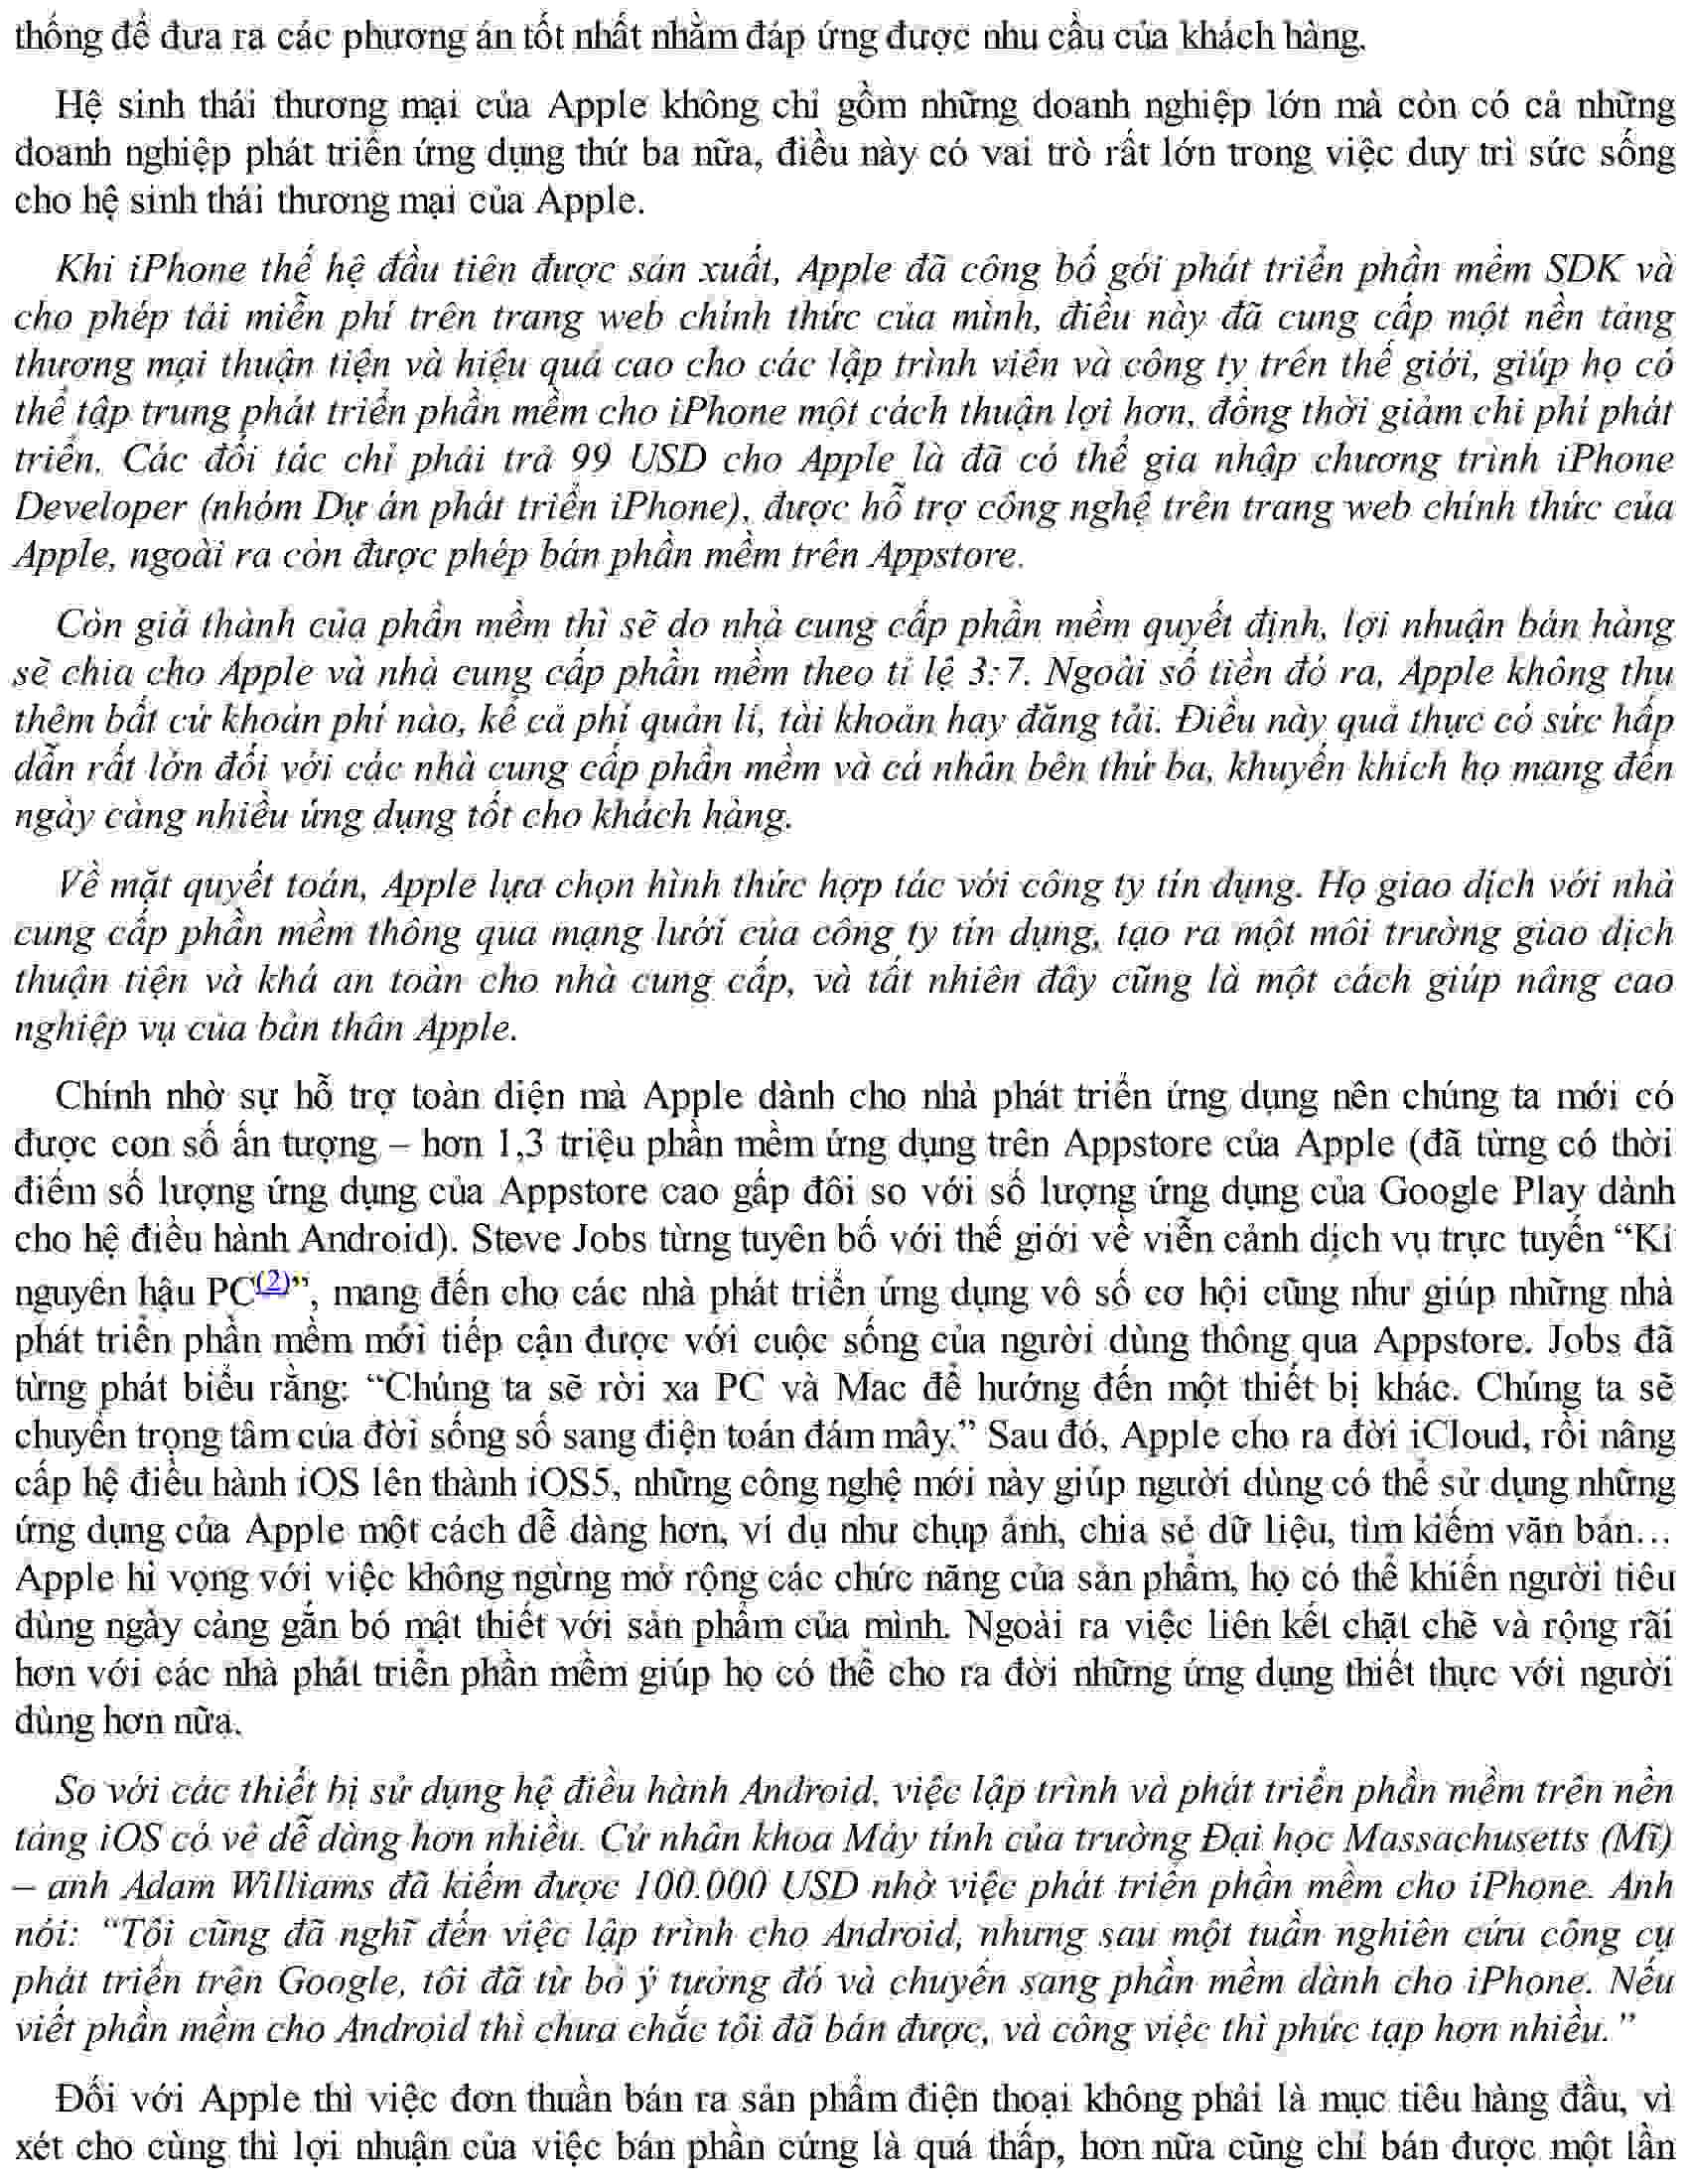 thống để đưa ra các phương án tốt nhất nhằm đáp ứng được nhu cầu của khách hàng.
Hệ sinh thái thương mại của Apple không chỉ gồm những doanh nghiệp lớn mà còn có cả những
doanh nghiệp phát triển ứng dụng thứ ba nữa, điều này có vai trò rất lớn trong việc duy trì sức sống
cho hệ sinh thái thương mại của Apple.
Khi iPhone thế hệ đầu tiên được sản xuất, Apple đã công bố gói phát triển phần mềm SDK và
cho phép tải miễn phí trên trang web chính thức của mình, điều này đã cung cấp một nền tảng
thương mại thuận tiện và hiệu quả cao cho các lập trình viên và công ty trên thế giới, giúp họ có
thể tập trung phát triển phần mềm cho iPhone một cách thuận lợi hơn, đồng thời giảm chi phí phát
triển. Các đối tác chỉ phải trả 99 USD cho Apple là đã có thể gia nhập chương trình iPhone
Developer (nhóm Dự án phát triển iPhone), được hỗ trợ công nghệ trên trang web chính thức của
Apple, ngoài ra còn được phép bán phần mềm trên Appstore.
Còn giá thành của phần mềm thì sẽ do nhà cung cấp phần mềm quyết định, lợi nhuận bán hàng
sẽ chia cho Apple và nhà cung cấp phần mềm theo tỉ lệ 3:7. Ngoài số tiền đó ra, Apple không thu
thêm bất cứ khoản phí nào, kể cả phí quản lí, tài khoản hay đăng tải. Điều này quả thực có sức hấp
dẫn rất lớn đối với các nhà cung cấp phần mềm và cá nhân bên thứ ba, khuyến khích họ mang đến
ngày càng nhiều ứng dụng tốt cho khách hàng.
Về mặt quyết toán, Apple lựa chọn hình thức hợp tác với công ty tín dụng. Họ giao dịch với nhà
cung cấp phần mềm thông qua mạng lưới của công ty tín dụng, tạo ra một môi trường giao dịch
thuận tiện và khá an toàn cho nhà cung cấp, và tất nhiên đây cũng là một cách giúp nâng cao
nghiệp vụ của bản thân Apple.
Chính nhờ sự hỗ trợ toàn diện mà Apple dành cho nhà phát triển ứng dụng nên chúng ta mới có
được con số ấn tượng – hơn 1,3 triệu phần mềm ứng dụng trên Appstore của Apple (đã từng có thời
điểm số lượng ứng dụng của Appstore cao gấp đôi so với số lượng ứng dụng của Google Play dành
cho hệ điều hành Android). Steve Jobs từng tuyên bố với thế giới về viễn cảnh dịch vụ trực tuyến “Kỉ
nguyên hậu PC(2)”, mang đến cho các nhà phát triển ứng dụng vô số cơ hội cũng như giúp những nhà
phát triển phần mềm mới tiếp cận được với cuộc sống của người dùng thông qua Appstore. Jobs đã
từng phát biểu rằng: “Chúng ta sẽ rời xa PC và Mac để hướng đến một thiết bị khác. Chúng ta sẽ
chuyển trọng tâm của đời sống số sang điện toán đám mây.” Sau đó, Apple cho ra đời iCloud, rồi nâng
cấp hệ điều hành iOS lên thành iOS5, những công nghệ mới này giúp người dùng có thể sử dụng những
ứng dụng của Apple một cách dễ dàng hơn, ví dụ như chụp ảnh, chia sẻ dữ liệu, tìm kiếm văn bản…
Apple hi vọng với việc không ngừng mở rộng các chức năng của sản phẩm, họ có thể khiến người tiêu
dùng ngày càng gắn bó mật thiết với sản phẩm của mình. Ngoài ra việc liên kết chặt chẽ và rộng rãi
hơn với các nhà phát triển phần mềm giúp họ có thể cho ra đời những ứng dụng thiết thực với người
dùng hơn nữa.
So với các thiết bị sử dụng hệ điều hành Android, việc lập trình và phát triển phần mềm trên nền
tảng iOS có vẻ dễ dàng hơn nhiều. Cử nhân khoa Máy tính của trường Đại học Massachusetts (Mĩ)
– anh Adam Williams đã kiếm được 100.000 USD nhờ việc phát triển phần mềm cho iPhone. Anh
nói: “Tôi cũng đã nghĩ đến việc lập trình cho Android, nhưng sau một tuần nghiên cứu công cụ
phát triển trên Google, tôi đã từ bỏ ý tưởng đó và chuyển sang phần mềm dành cho iPhone. Nếu
viết phần mềm cho Android thì chưa chắc tôi đã bán được, và công việc thì phức tạp hơn nhiều.”
Đối với Apple thì việc đơn thuần bán ra sản phẩm điện thoại không phải là mục tiêu hàng đầu, vì
xét cho cùng thì lợi nhuận của việc bán phần cứng là quá thấp, hơn nữa cũng chỉ bán được một lần